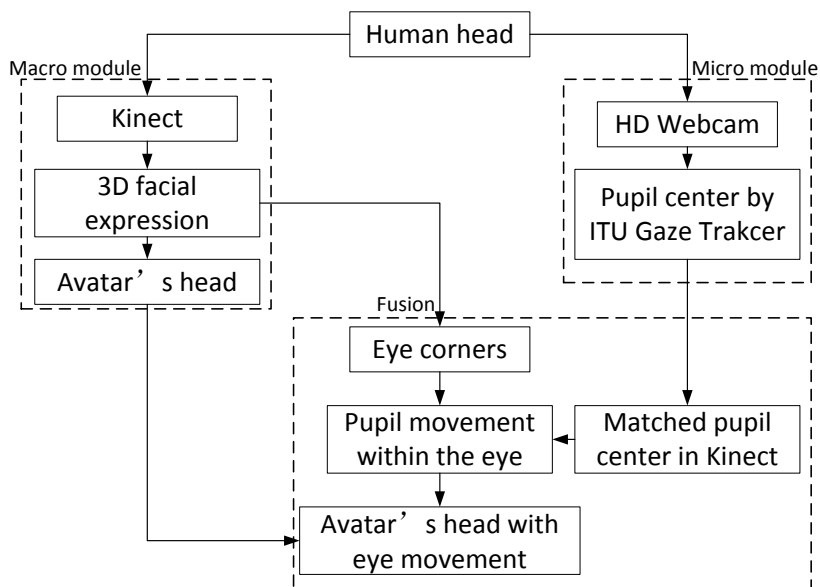 Human head
Macro module
Micro module
Kinect
HD Webcam
3D facial
expression
Pupil center by
ITU Gaze Trakcer
Avatar’s head
Fusion
Eye corners
Pupil movement
within the eye
Matched pupil
center in Kinect
Avatar’s head with
eye movement